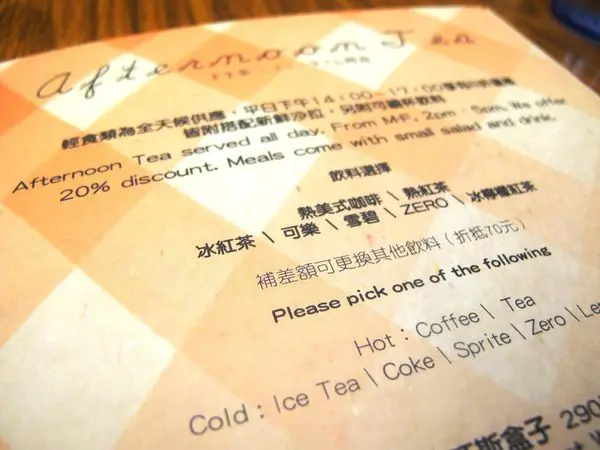 Afternoon Tea
輕食類為全天候供應，平日下午14：00－17：00享有
皆附搭配新鮮沙拉，另附可續杯飲料
Afternoon Tea served all day. From M-F, 2pm - 5pm, We offer
20% discount. Meals come with small salad and drink.
飲料選擇
熱美式咖啡 \ 熱紅茶
冰紅茶 \ 可樂 \ 雪碧 \ ZERO \ 冰檸檬紅茶
補差額可更換其他飲料（折抵70元）
Please pick one of the following
Hot：Coffee \ Tea
Cold：Ice Tea \ Coke \ Sprite \ Zero \ Le
斯盒子 290